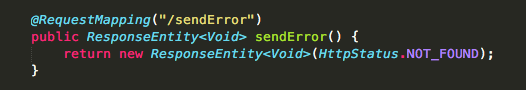 @RequestMapping("/sendError")
public ResponseEntity<Void> sendError() {
    return new ResponseEntity<Void>(HttpStatus.NOT_FOUND);
}